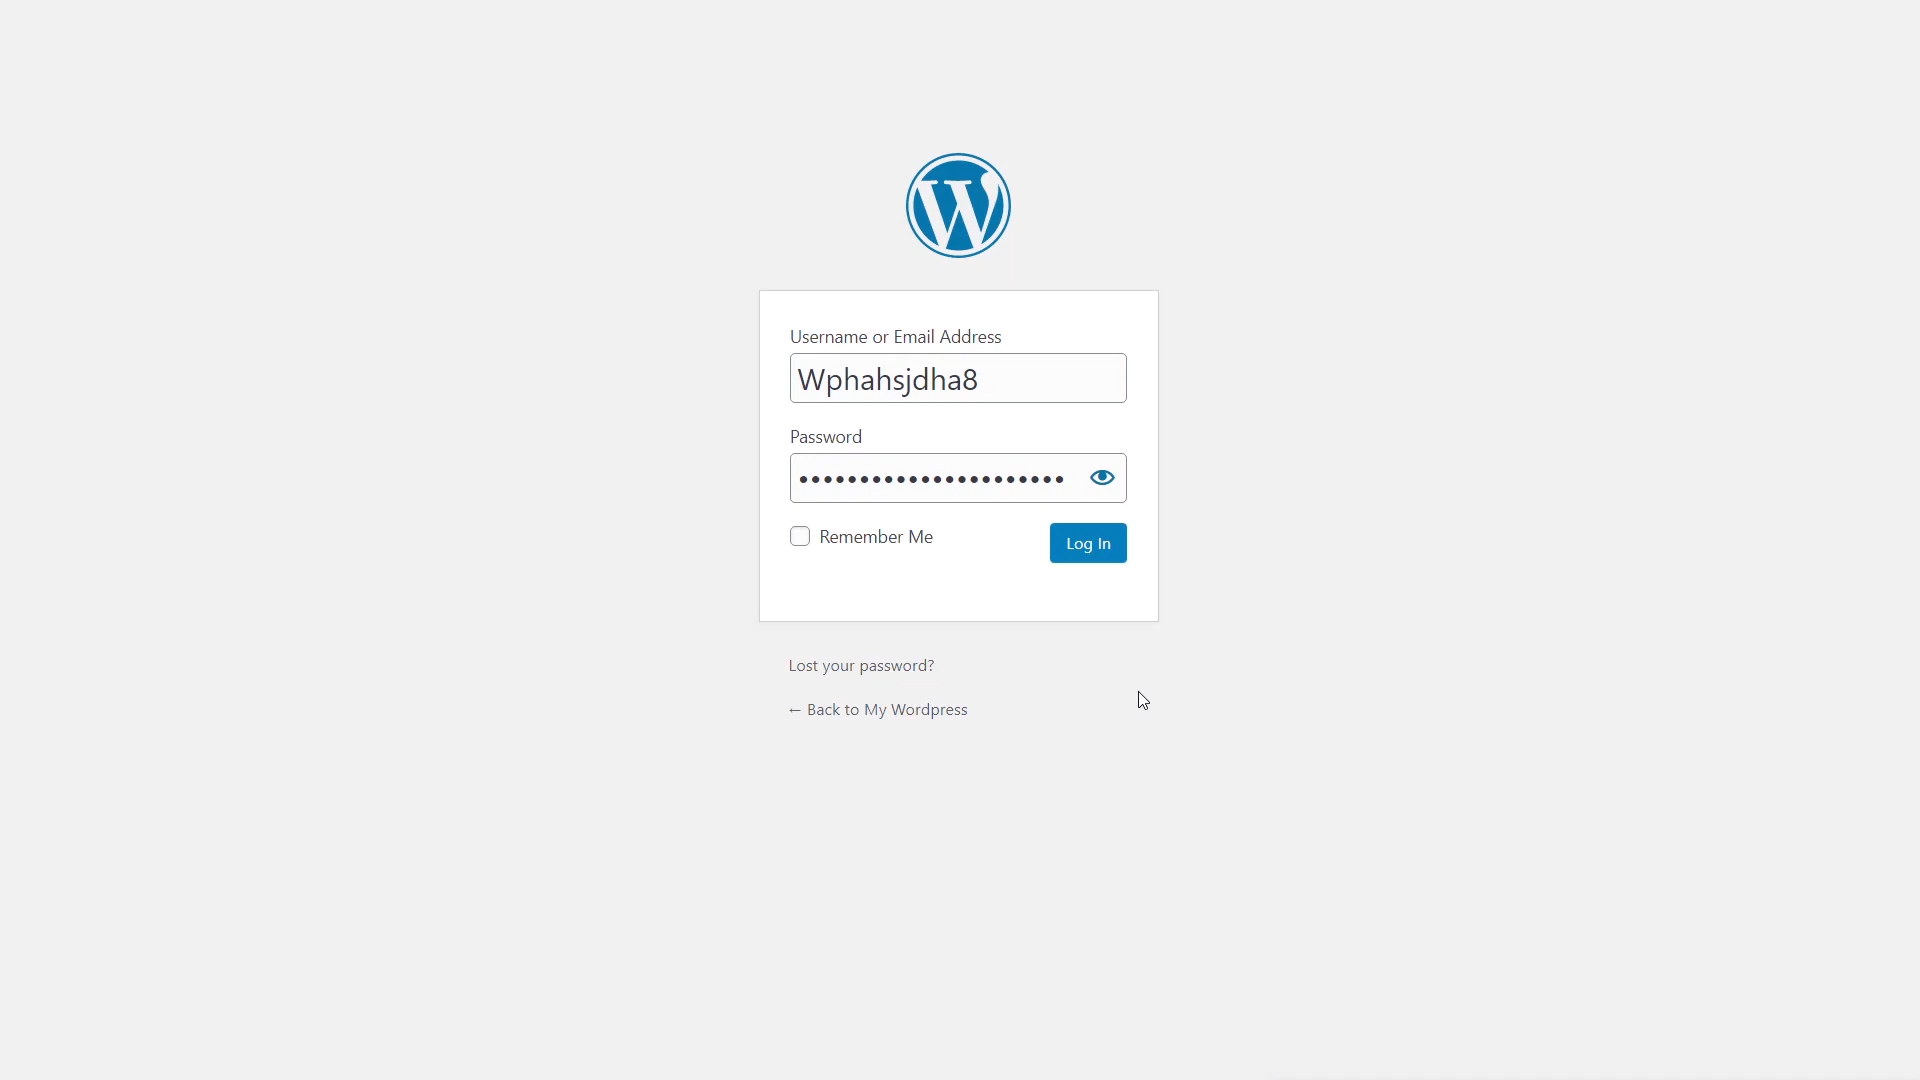 Username or Email Address
Wphahsjdha8
Password
••••••••••••••••••••••
Remember Me
Log In
Lost your password?
← Back to My Wordpress